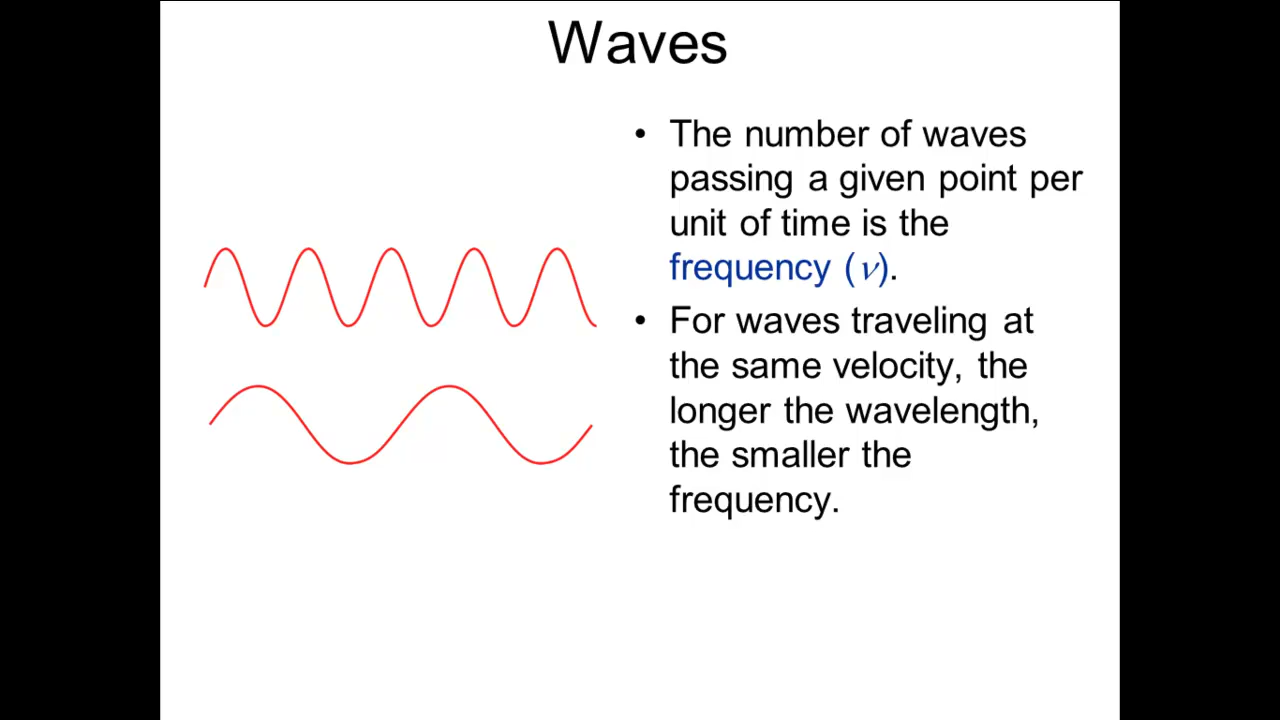 Waves
• The number of waves
passing a given point per
unit of time is the
frequency (ν).
• For waves traveling at
the same velocity, the
longer the wavelength,
the smaller the
frequency.